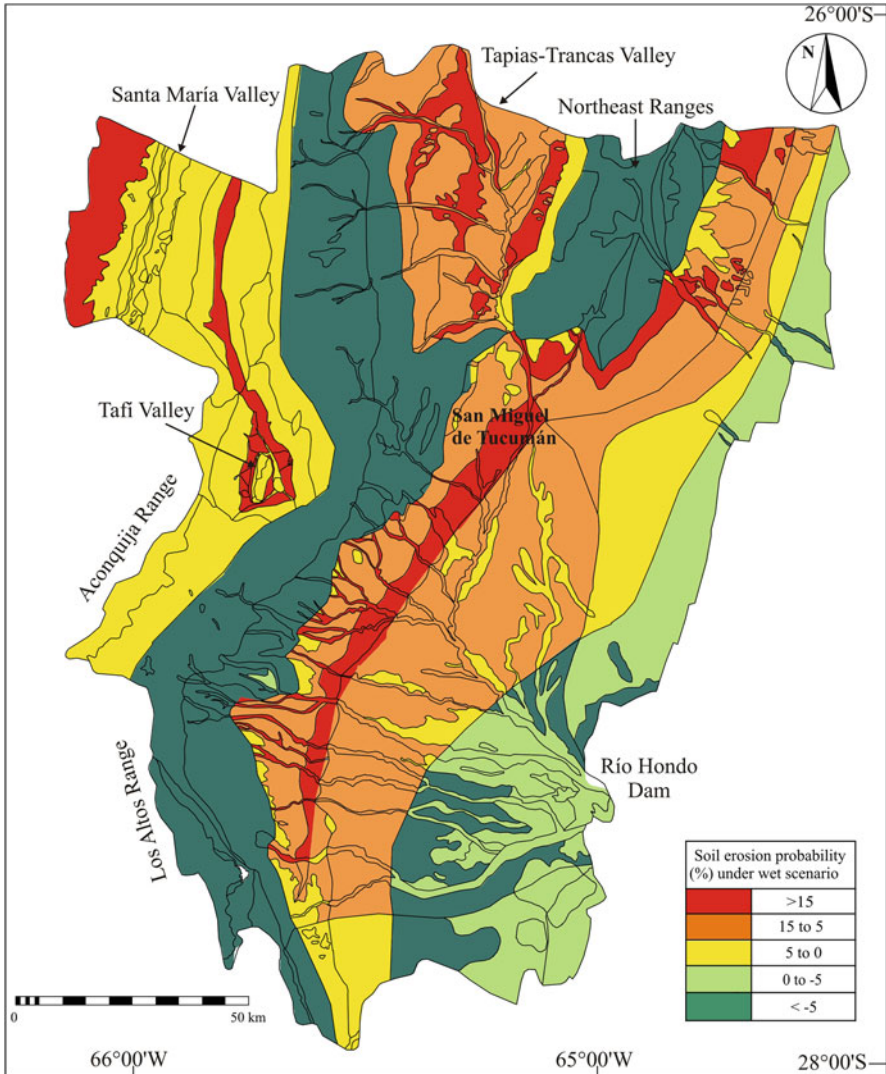 26°00'S
Tapias-Trancas Valley
N
Santa María Valley
Northeast Ranges
Tafí Valley
San Miguel
de Tucumán
Aconquija Range
Los Altos Range
Río Hondo
Dam
Soil erosion probability
(%) under wet scenario
>15
15 to 5
5 to 0
0 to -5
< -5
0
50 km
66°00'W
65°00'W
28°00'S